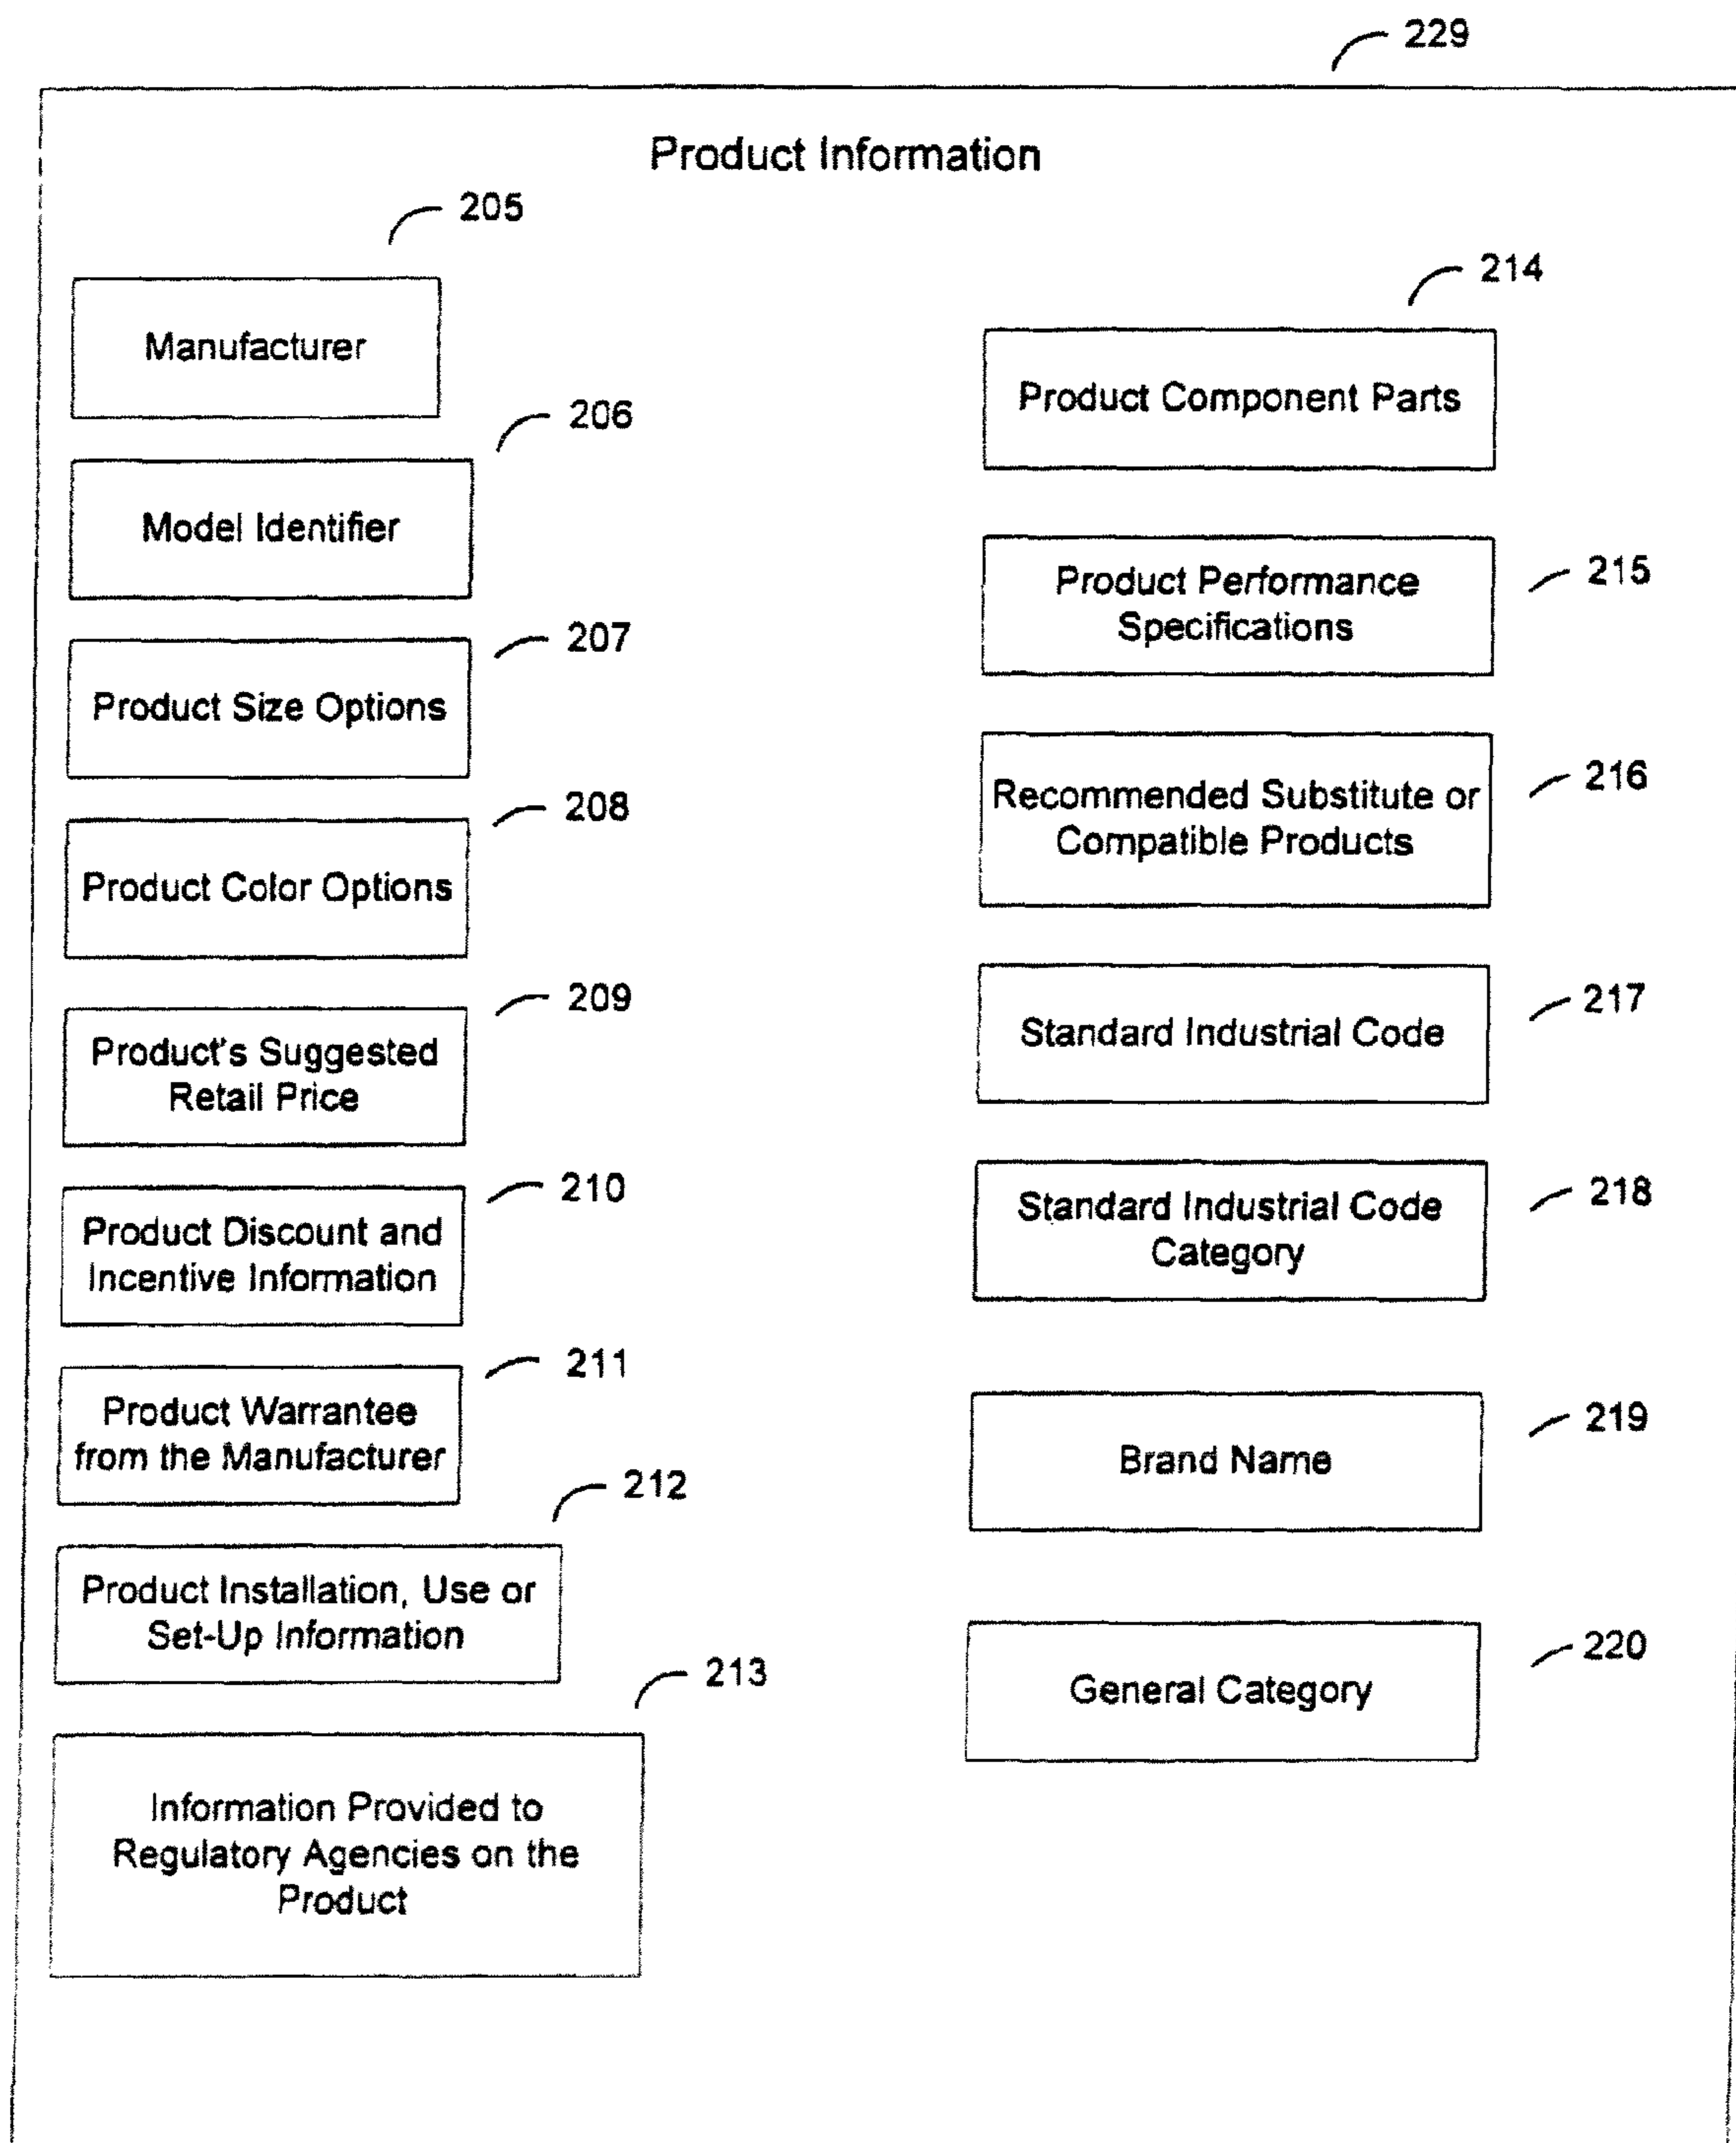 229
Product Information
205
Manufacturer
206
Model Identifier
207
Product Size Options
208
Product Color Options
209
Product's Suggested
Retail Price
210
Product Discount and
Incentive Information
211
Product Warrantee
from the Manufacturer
212
Product Installation, Use or
Set-Up Information
213
Information Provided to
Regulatory Agencies on the
Product
214
Product Component Parts
215
Product Performance
Specifications
216
Recommended Substitute or
Compatible Products
217
Standard Industrial Code
218
Standard Industrial Code
Category
219
Brand Name
220
General Category